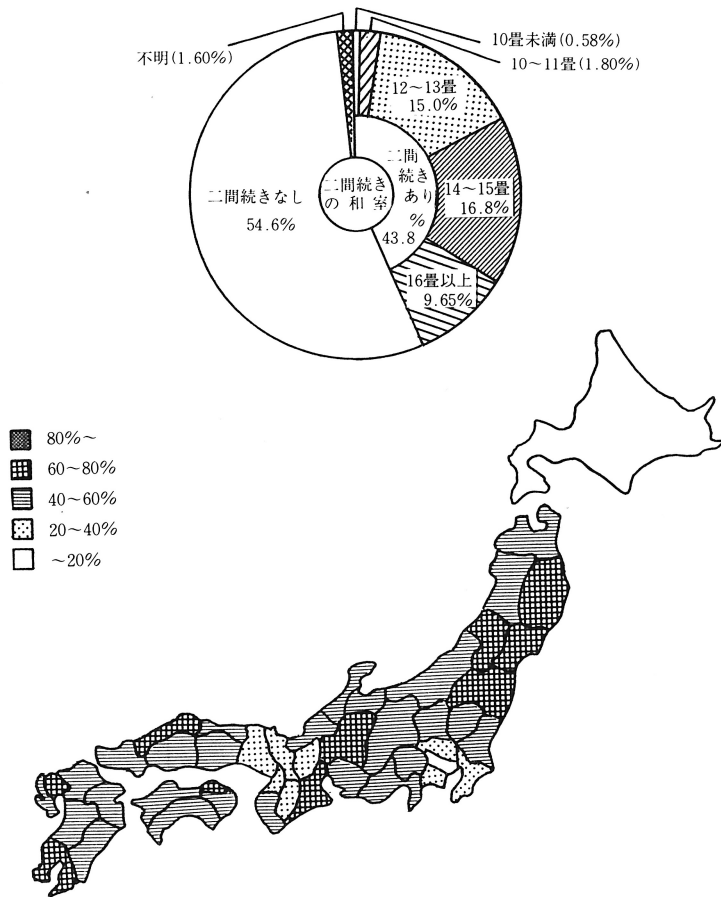 不明(1.60%)
10畳未満(0.58%)
10〜11畳(1.80%)
12〜13畳
15.0%
14〜15畳
16.8%
16畳以上
9.65%
二間続きなし
54.6%
二間続き
の和室
二間
続き
あり
%
43.8
80%〜
60〜80%
40〜60%
20〜40%
〜20%